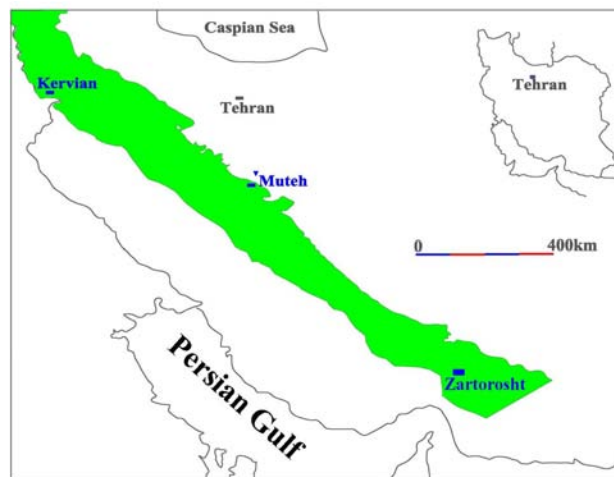 Caspian Sea
Kervian
Tehran
Tehran
Muteh
0
400km
Zartorosht
Persian Gulf